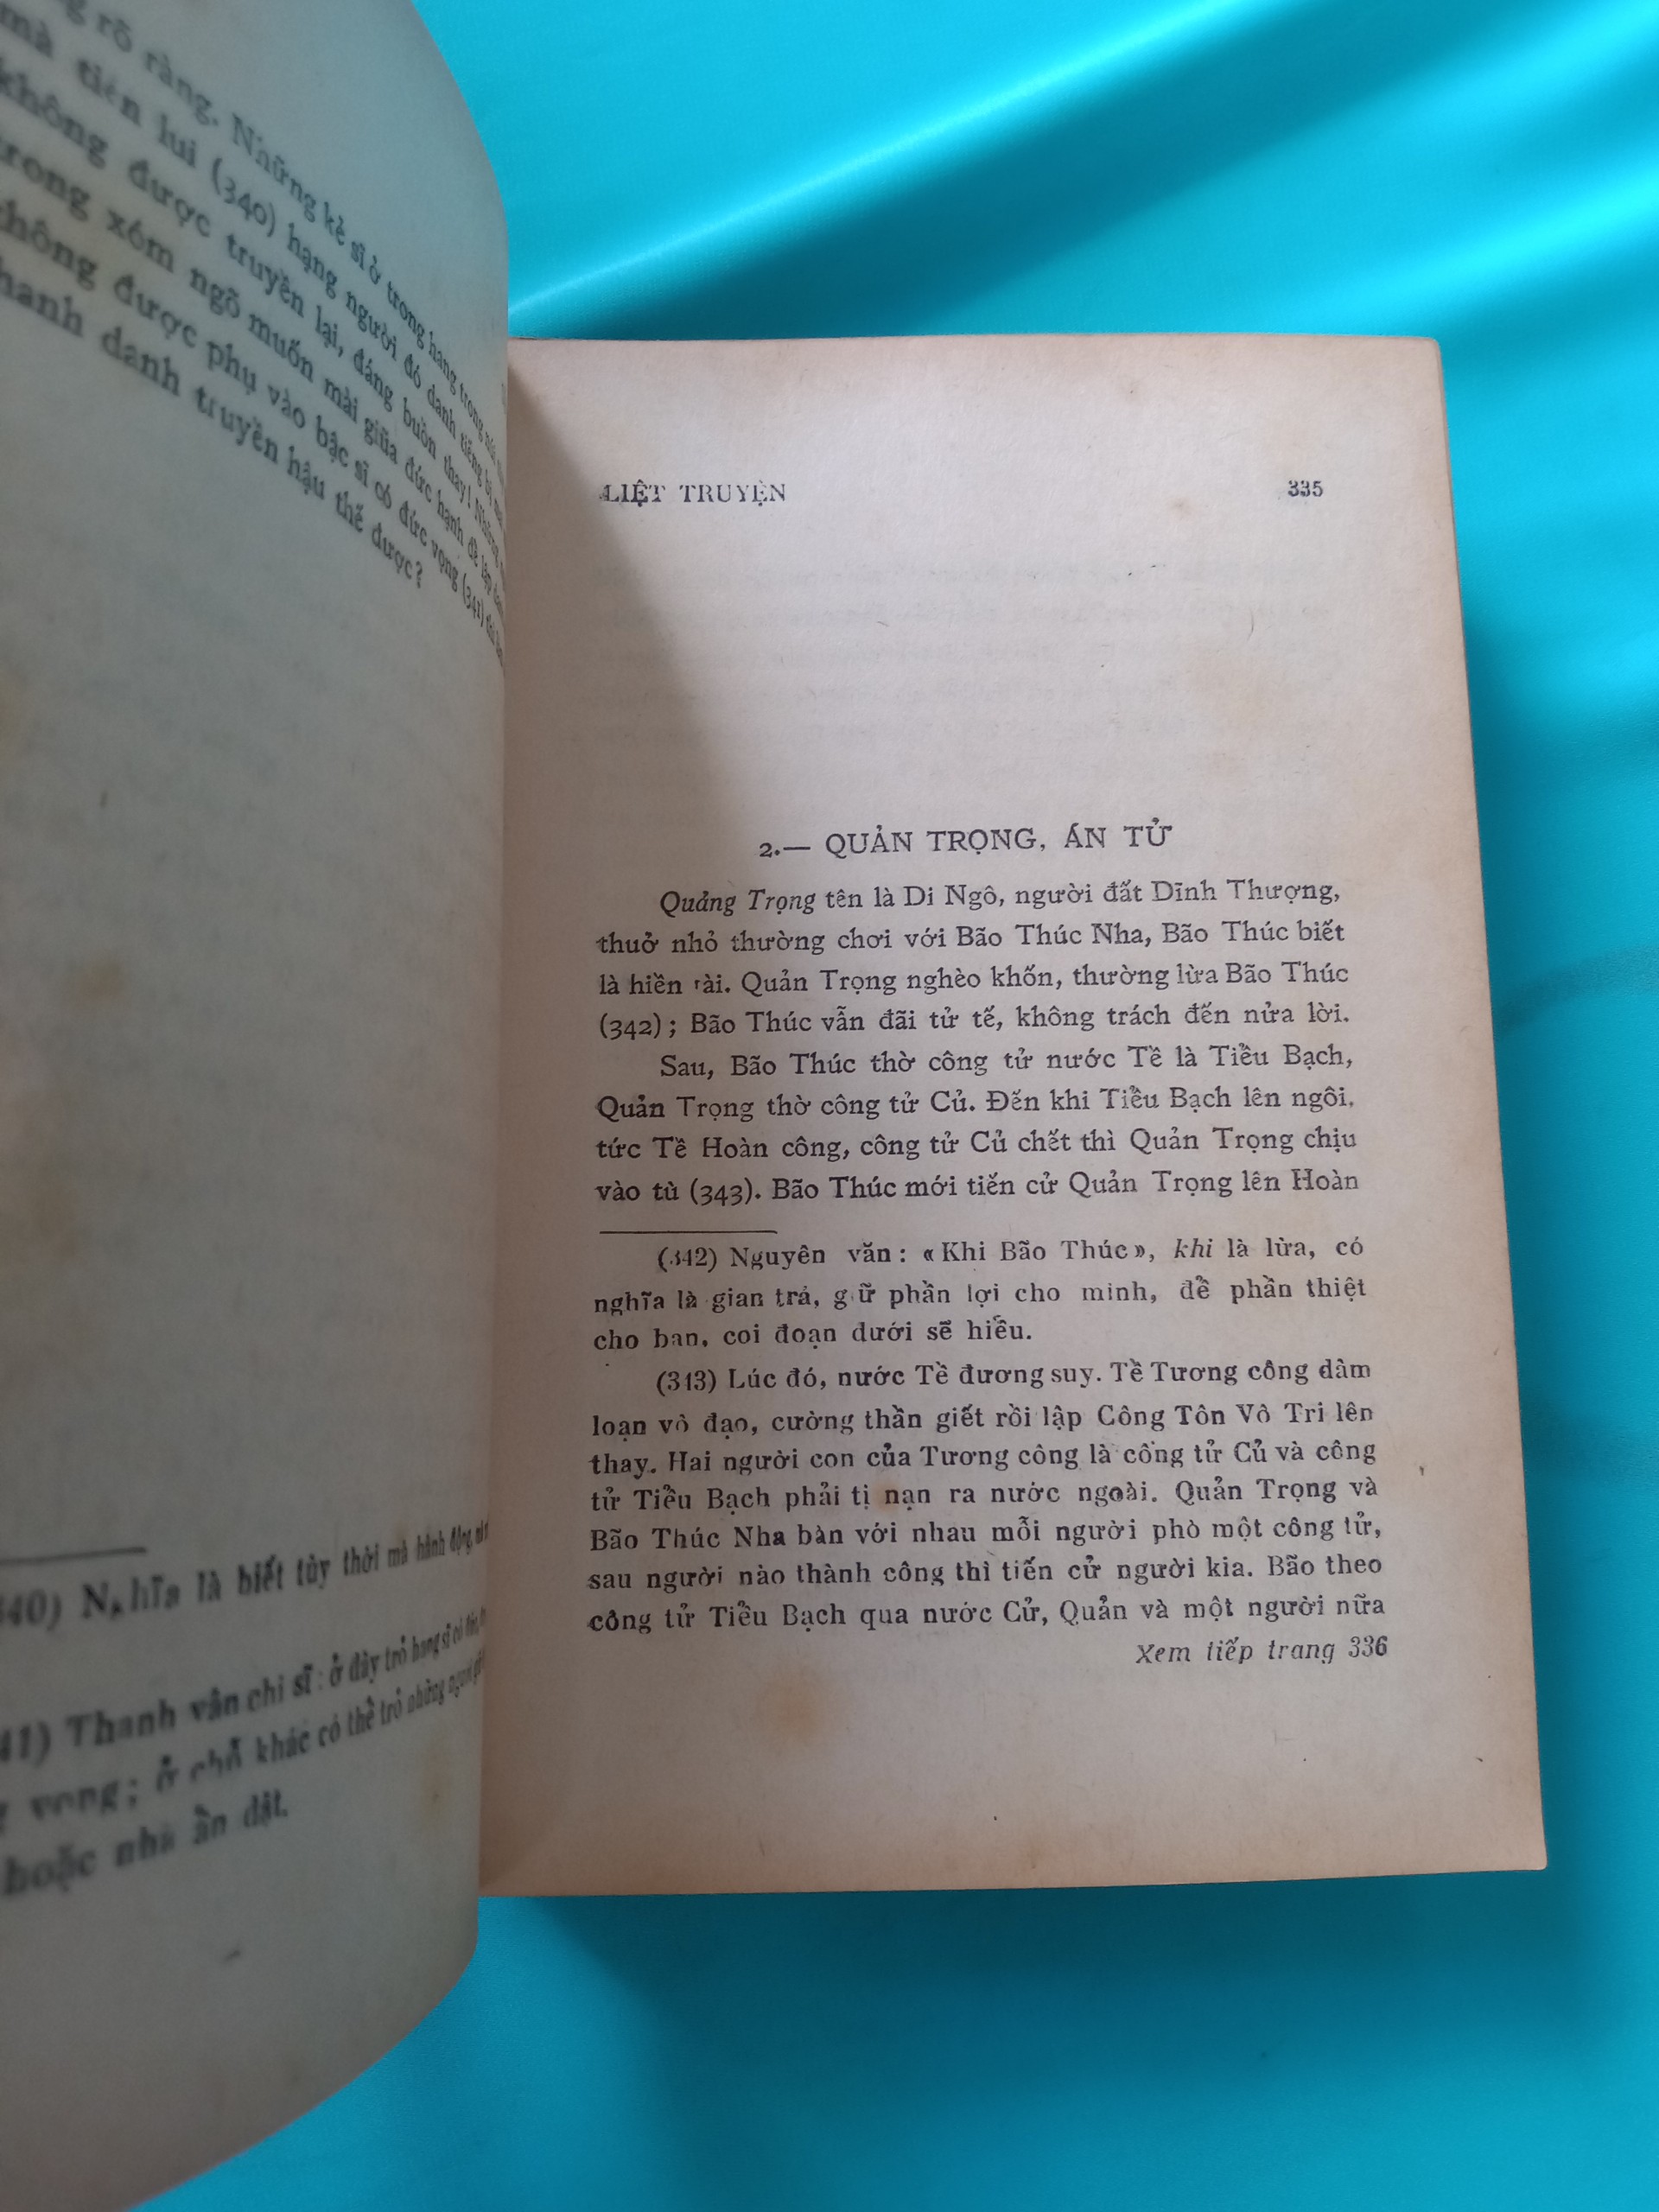 rõ ràng. Những kẻ sĩ ở trong hang trong
mà tiến lui (340) hạng người đó danh tiếng bị
không được truyền lại, đáng buồn thay! Những
trong xóm ngõ muốn mài giũa đức hạnh để lập
không được phụ vào bậc sĩ có đức vọng (341) thì
thanh danh truyền hậu thế được?
340) Nghĩa là biết tùy thời mà hành động,
41) Thanh vân chi sĩ: ở đây trỏ hạng sĩ có
vọng; ở chỗ khác có thể trỏ những người
hoặc nhà ẩn dật.
LIỆT TRUYỆN 335
2.— QUẢN TRỌNG, ÁN TỬ
Quảng Trọng tên là Di Ngô, người đất Dĩnh Thượng,
thuở nhỏ thường chơi với Bão Thúc Nha, Bão Thúc biết
là hiền tài. Quản Trọng nghèo khốn, thường lừa Bão Thúc
(342); Bão Thúc vẫn đãi tử tế, không trách đến nửa lời.
Sau, Bão Thúc thờ công tử nước Tề là Tiểu Bạch,
Quản Trọng thờ công tử Củ. Đến khi Tiểu Bạch lên ngôi,
tức Tề Hoàn công, công tử Củ chết thì Quản Trọng chịu
vào tù (343). Bão Thúc mới tiến cử Quản Trọng lên Hoàn
(342) Nguyên văn: «Khi Bão Thúc», khi là lừa, có
nghĩa là gian trá, giữ phần lợi cho mình, để phần thiệt
cho bạn, coi đoạn dưới sẽ hiểu.
(343) Lúc đó, nước Tề đương suy. Tề Tương công dâm
loạn vô đạo, cường thần giết rồi lập Công Tôn Vô Tri lên
thay. Hai người con của Tương công là công tử Củ và công
tử Tiểu Bạch phải tị nạn ra nước ngoài. Quản Trọng và
Bão Thúc Nha bàn với nhau mỗi người phò một công tử,
sau người nào thành công thì tiến cử người kia. Bão theo
công tử Tiểu Bạch qua nước Cử, Quản và một người nữa
Xem tiếp trang 336